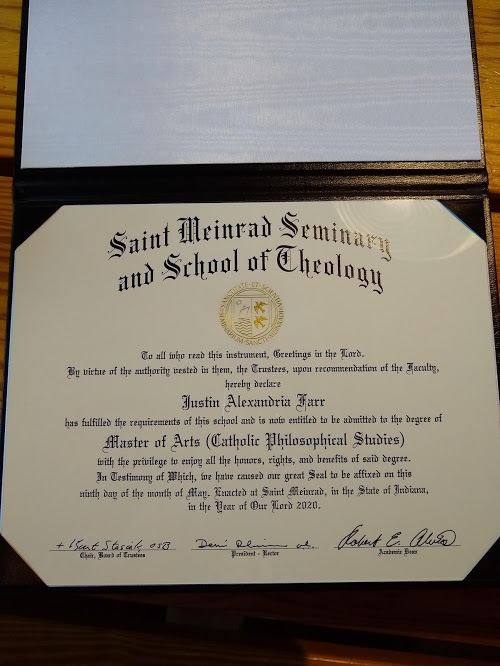 Saint Meinrad Seminary
and School of Theology
To all who read this instrument, Greetings in the Lord.
By virtue of the authority vested in them, the Trustees, upon recommendation of the Faculty,
hereby declare
Justin Alexandria Farr
has fulfilled the requirements of this school and is now entitled to be admitted to the degree of
Master of Arts (Catholic Philosophical Studies)
with the privilege to enjoy all the honors, rights, and benefits of said degree.
In Testimony of Which, we have caused our great Seal to be affixed on this
ninth day of the month of May. Enacted at Saint Meinrad, in the State of Indiana,
in the Year of Our Lord 2020.
+ Kurt Stasiak, OSB
Robert E. Alvis
Chair, Board of Trustees
President - Rector
Academic Dean